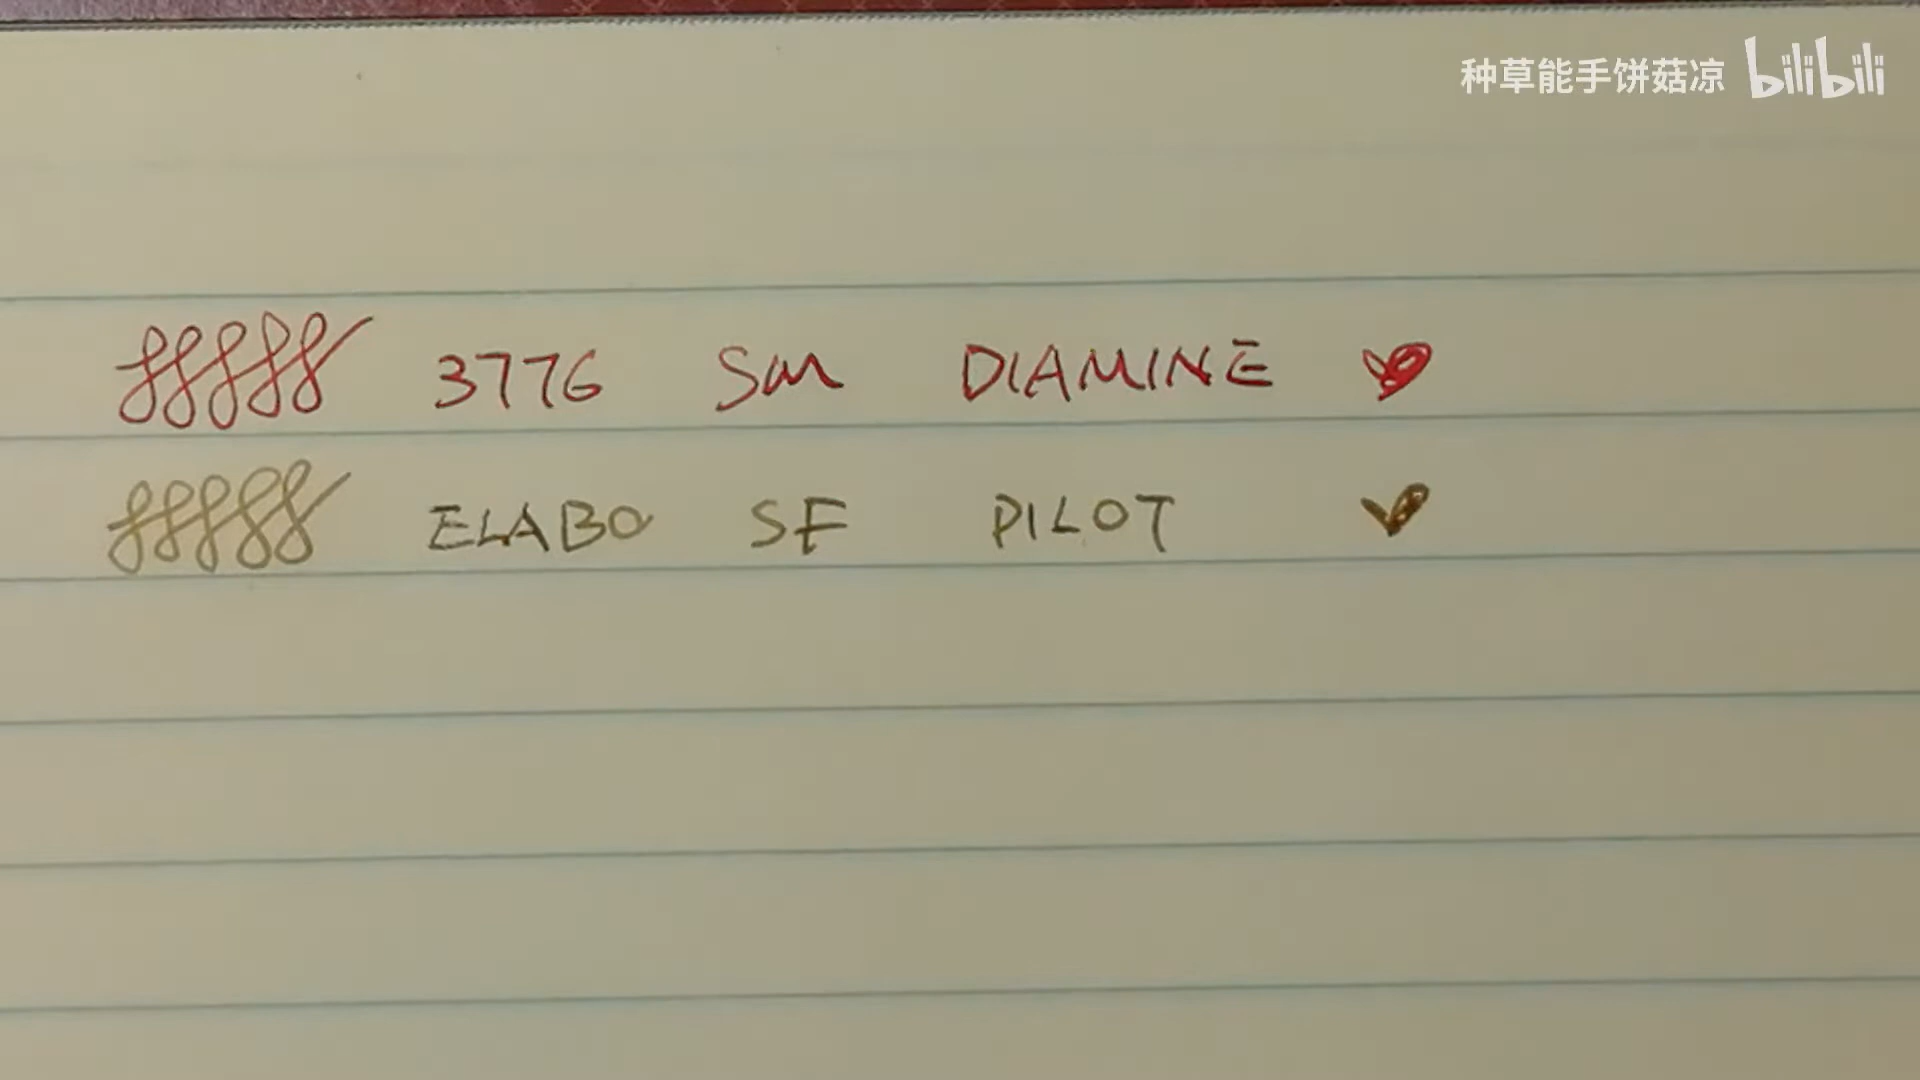 种草能手饼菇凉 bilibili
3776 SM DIAMINE
ELABO SF PILOT